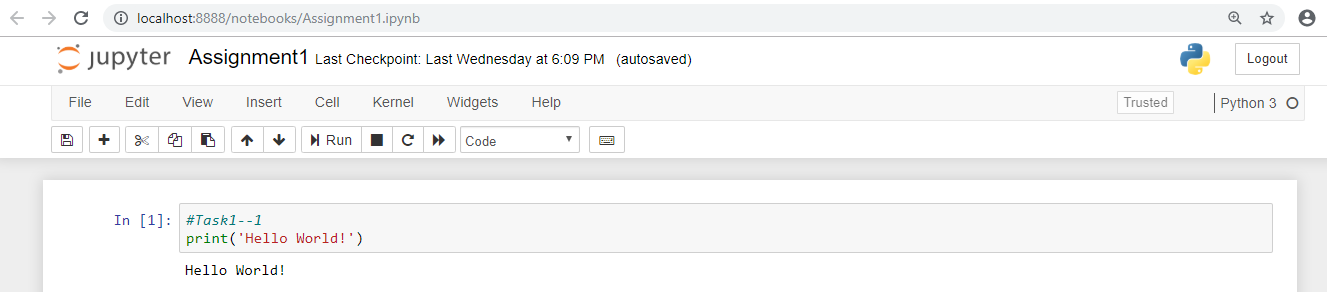 localhost:8888/notebooks/Assignment1.ipynb
jupyter Assignment1 Last Checkpoint: Last Wednesday at 6:09 PM (autosaved) Logout
File Edit View Insert Cell Kernel Widgets Help Trusted Python 3
Run Code
In [1]: #Task1--1
print('Hello World!')
Hello World!